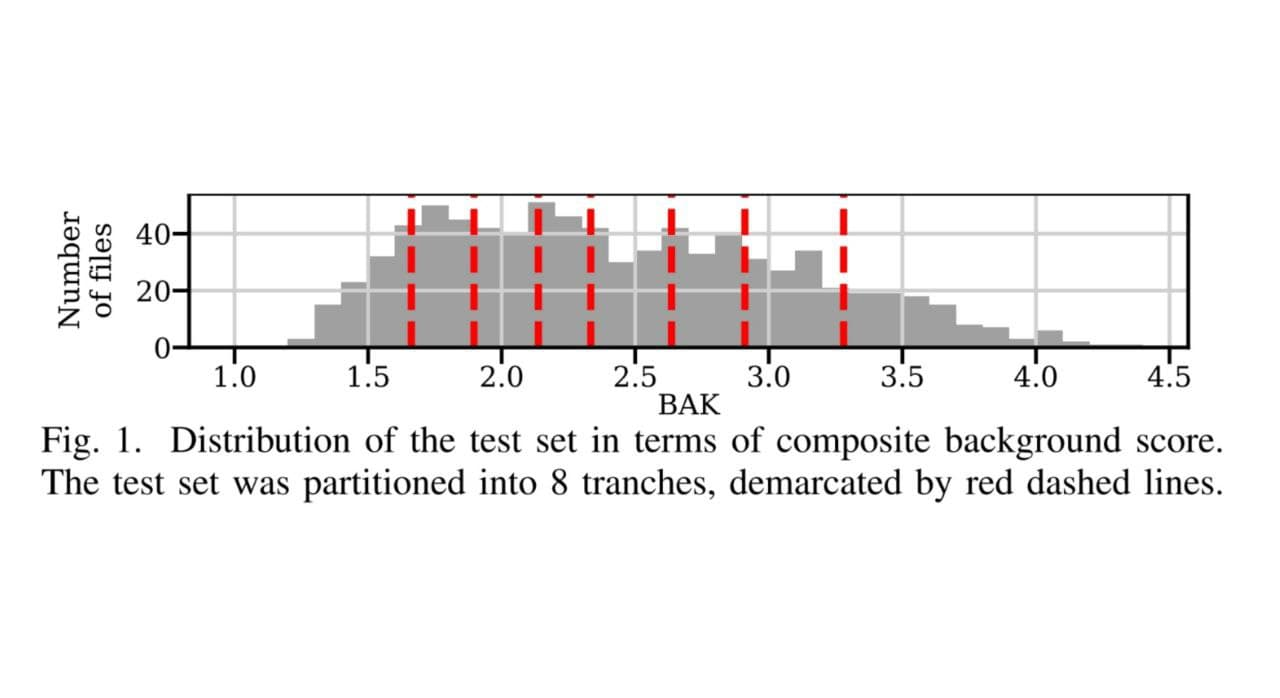 Number
of files
40
20
0
1.0 1.5 2.0 2.5 3.0 3.5 4.0 4.5
BAK
Fig. 1. Distribution of the test set in terms of composite background score.
The test set was partitioned into 8 tranches, demarcated by red dashed lines.